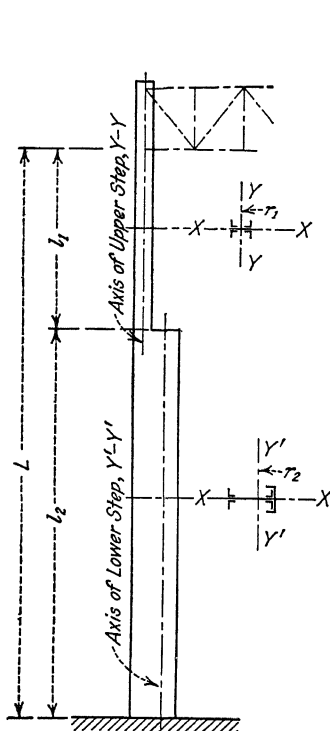 Axis of Upper Step, Y-Y
Y
r₁
X
X
Y
l₁
L
l₂
Axis of Lower Step, Y'-Y'
Y'
r₂
X
X
Y'